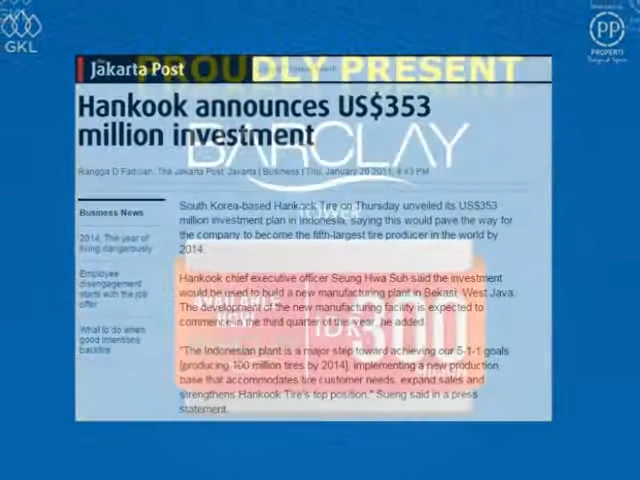 GKL
PP
PROPERTI
PROUDLY PRESENT
Jakarta Post
Hankook announces US$353
million investment
BARCLAY
Rangga D Fadillah, The Jakarta Post, Jakarta | Business | Thu, January 20 2011, 8:43 PM
Business News
2014, The year of
living dangerously
Employee
disengagement
starts with the job
offer
What to do when
good intentions
backfire
South Korea-based Hankook Tire on Thursday unveiled its US$353
million investment plan in Indonesia, saying this would pave the way for
the company to become the fifth-largest tire producer in the world by
2014.
Hankook chief executive officer Seung Hwa Suh said the investment
would be used to build a new manufacturing plant in Bekasi, West Java.
The development of the new manufacturing facility is expected to
commence in the third quarter of this year, he added.
IDR 300
"The Indonesian plant is a major step toward achieving our 5-1-1 goals
[producing 100 million tires by 2014], implementing a new production
base that accommodates tire customer needs, expand sales and
strengthens Hankook Tire's top position," Sueng said in a press
statement.